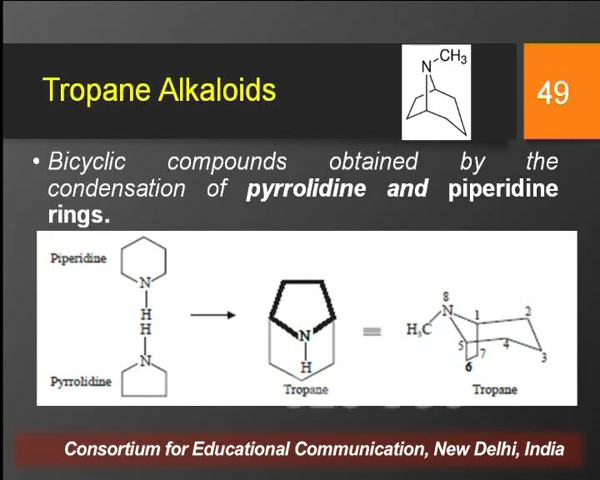 N CH₃
Tropane Alkaloids
49
• Bicyclic compounds obtained by the
condensation of pyrrolidine and piperidine
rings.
Piperidine
N
H
H
N
Pyrrolidine
N
H
Tropane
=
8
N
H₃C
1
2
3
4
5
6
7
Tropane
Consortium for Educational Communication, New Delhi, India